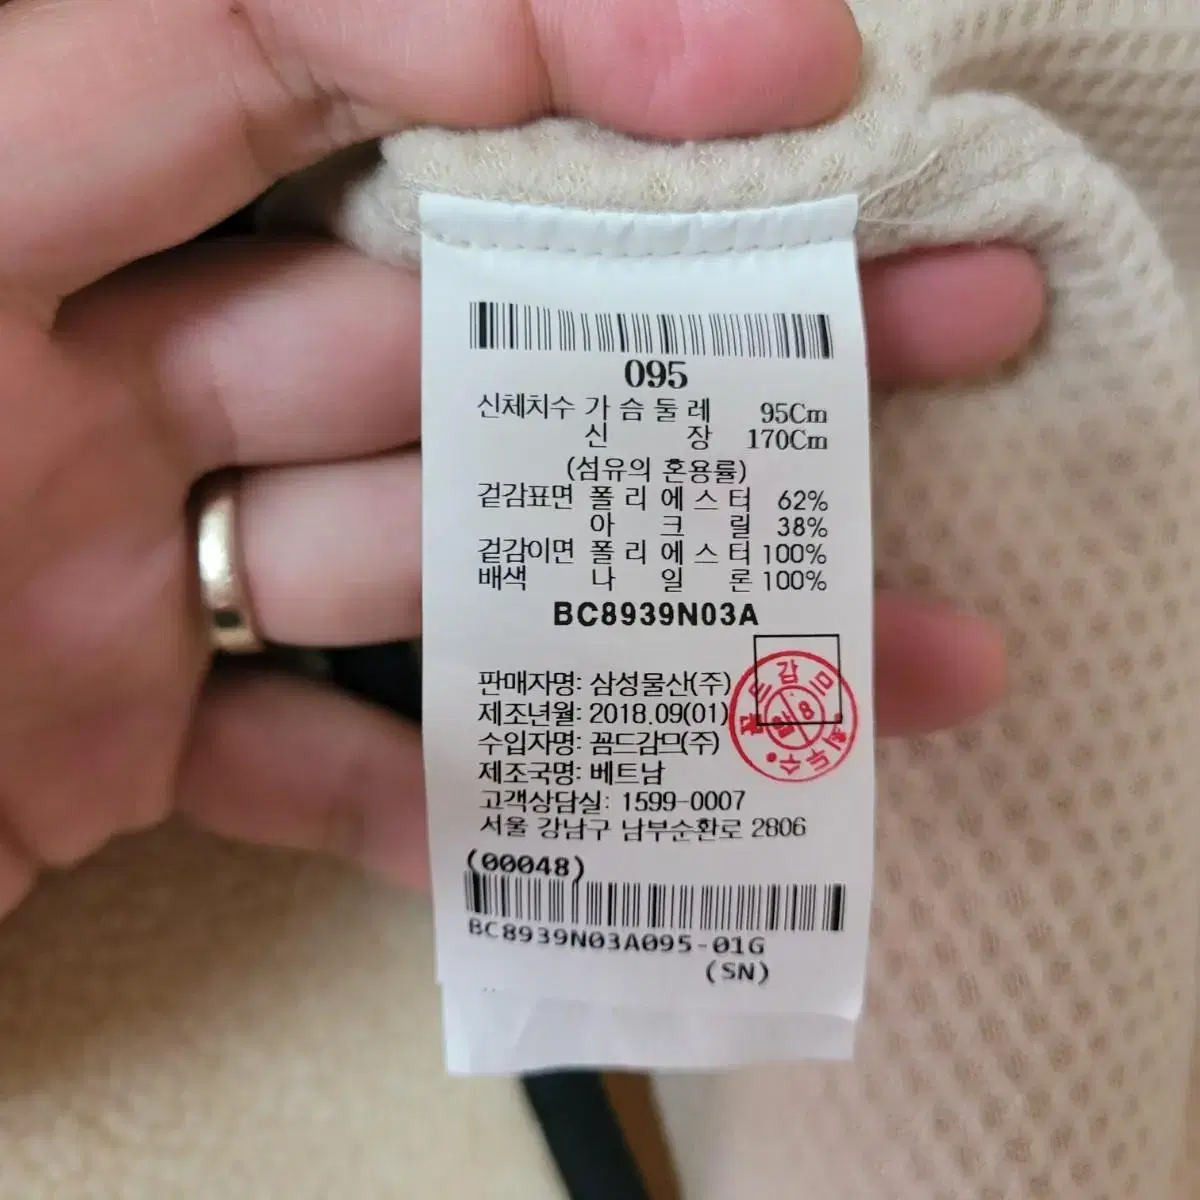 095
신체치수 가슴둘레 95Cm
신장 170Cm
(섬유의 혼용률)
겉감표면 폴리에스터 62%
아크릴 38%
겉감이면 폴리에스터 100%
배색 나일론 100%
BC8939N03A
판매자명: 삼성물산(주)
제조년월: 2018.09(01)
수입자명: 꼼드감므(주)
제조국명: 베트남
고객상담실: 1599-0007
서울 강남구 남부순환로 2806
(00048)
BC8939N03A095-01G
(SN)